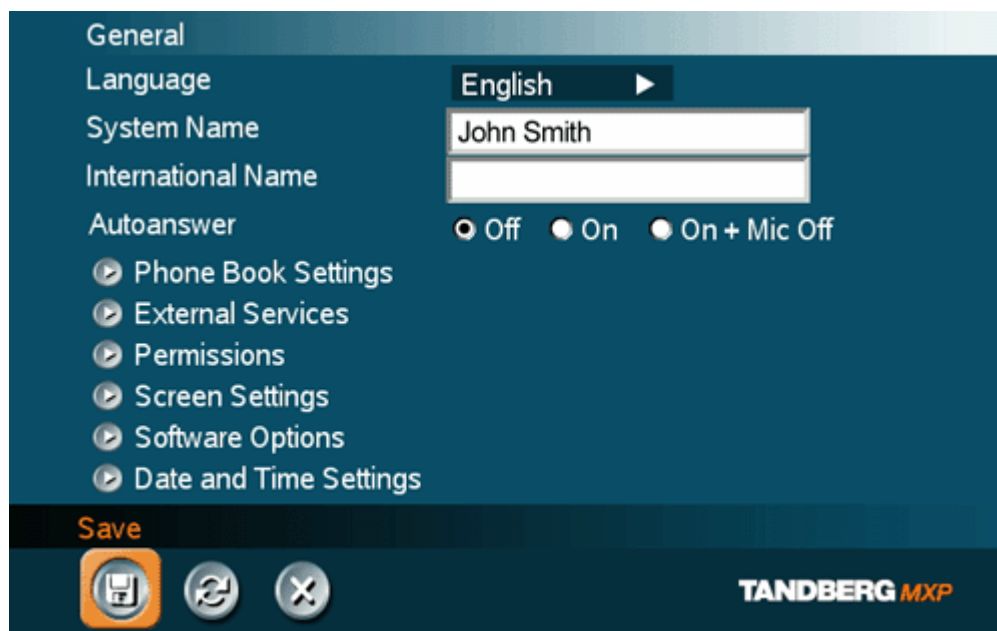 General
Language English
System Name John Smith
International Name
Autoanswer Off On On + Mic Off
Phone Book Settings
External Services
Permissions
Screen Settings
Software Options
Date and Time Settings
Save
TANDBERG MXP